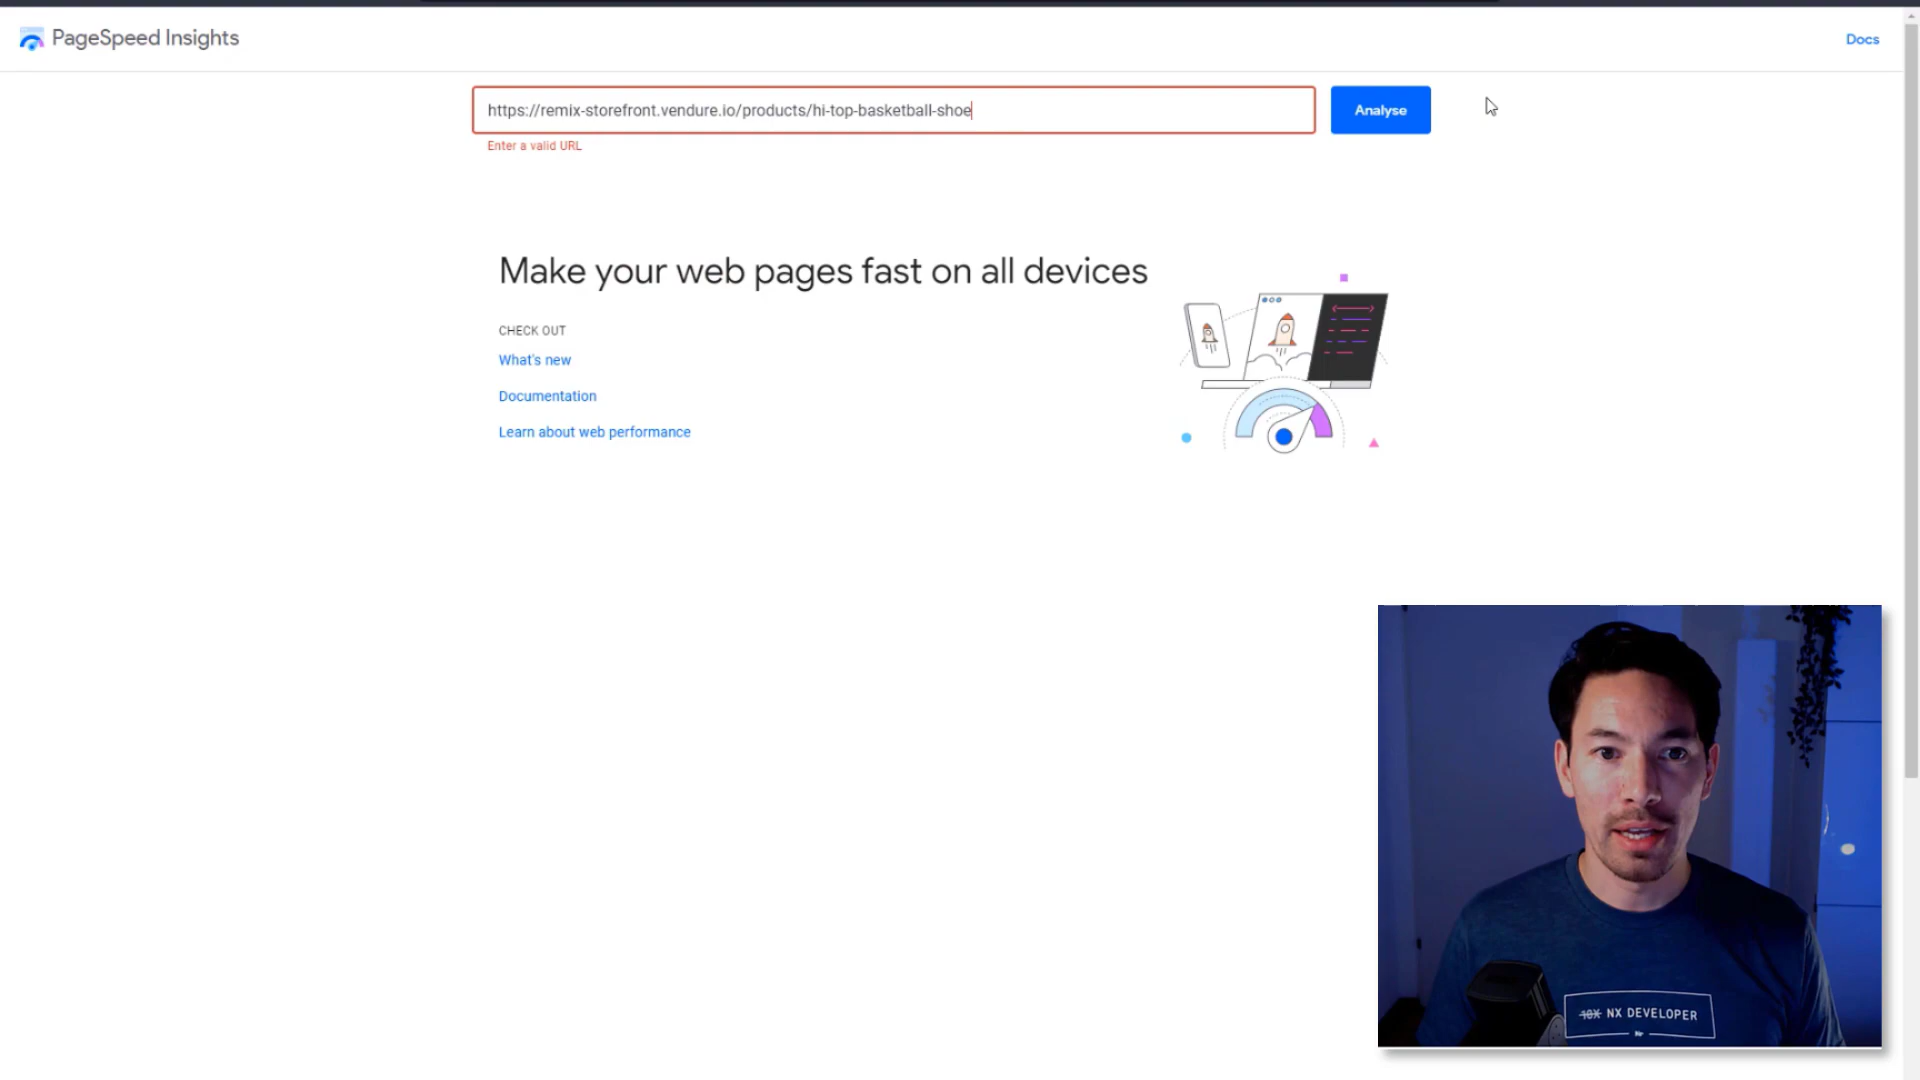 PageSpeed Insights
Docs
https://remix-storefront.vendure.io/products/hi-top-basketball-shoe
Analyse
Enter a valid URL
Make your web pages fast on all devices
CHECK OUT
What's new
Documentation
Learn about web performance
10X NX DEVELOPER